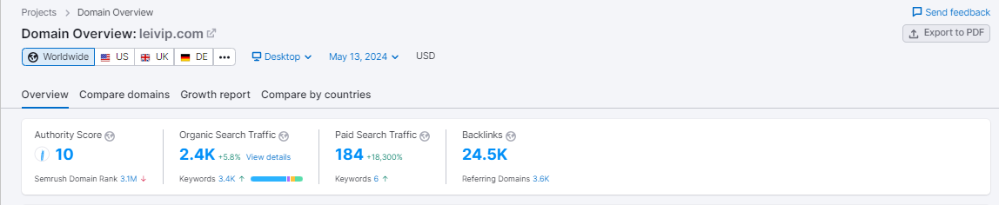 Projects > Domain Overview
Send feedback
Domain Overview: leivip.com
Export to PDF
Worldwide US UK DE ••• Desktop May 13, 2024 USD
Overview Compare domains Growth report Compare by countries
Authority Score Organic Search Traffic Paid Search Traffic Backlinks
10 2.4K +5.8% View details 184 +18,300% 24.5K
Semrush Domain Rank 3.1M ↓ Keywords 3.4K ↑ Keywords 6 ↑ Referring Domains 3.6K